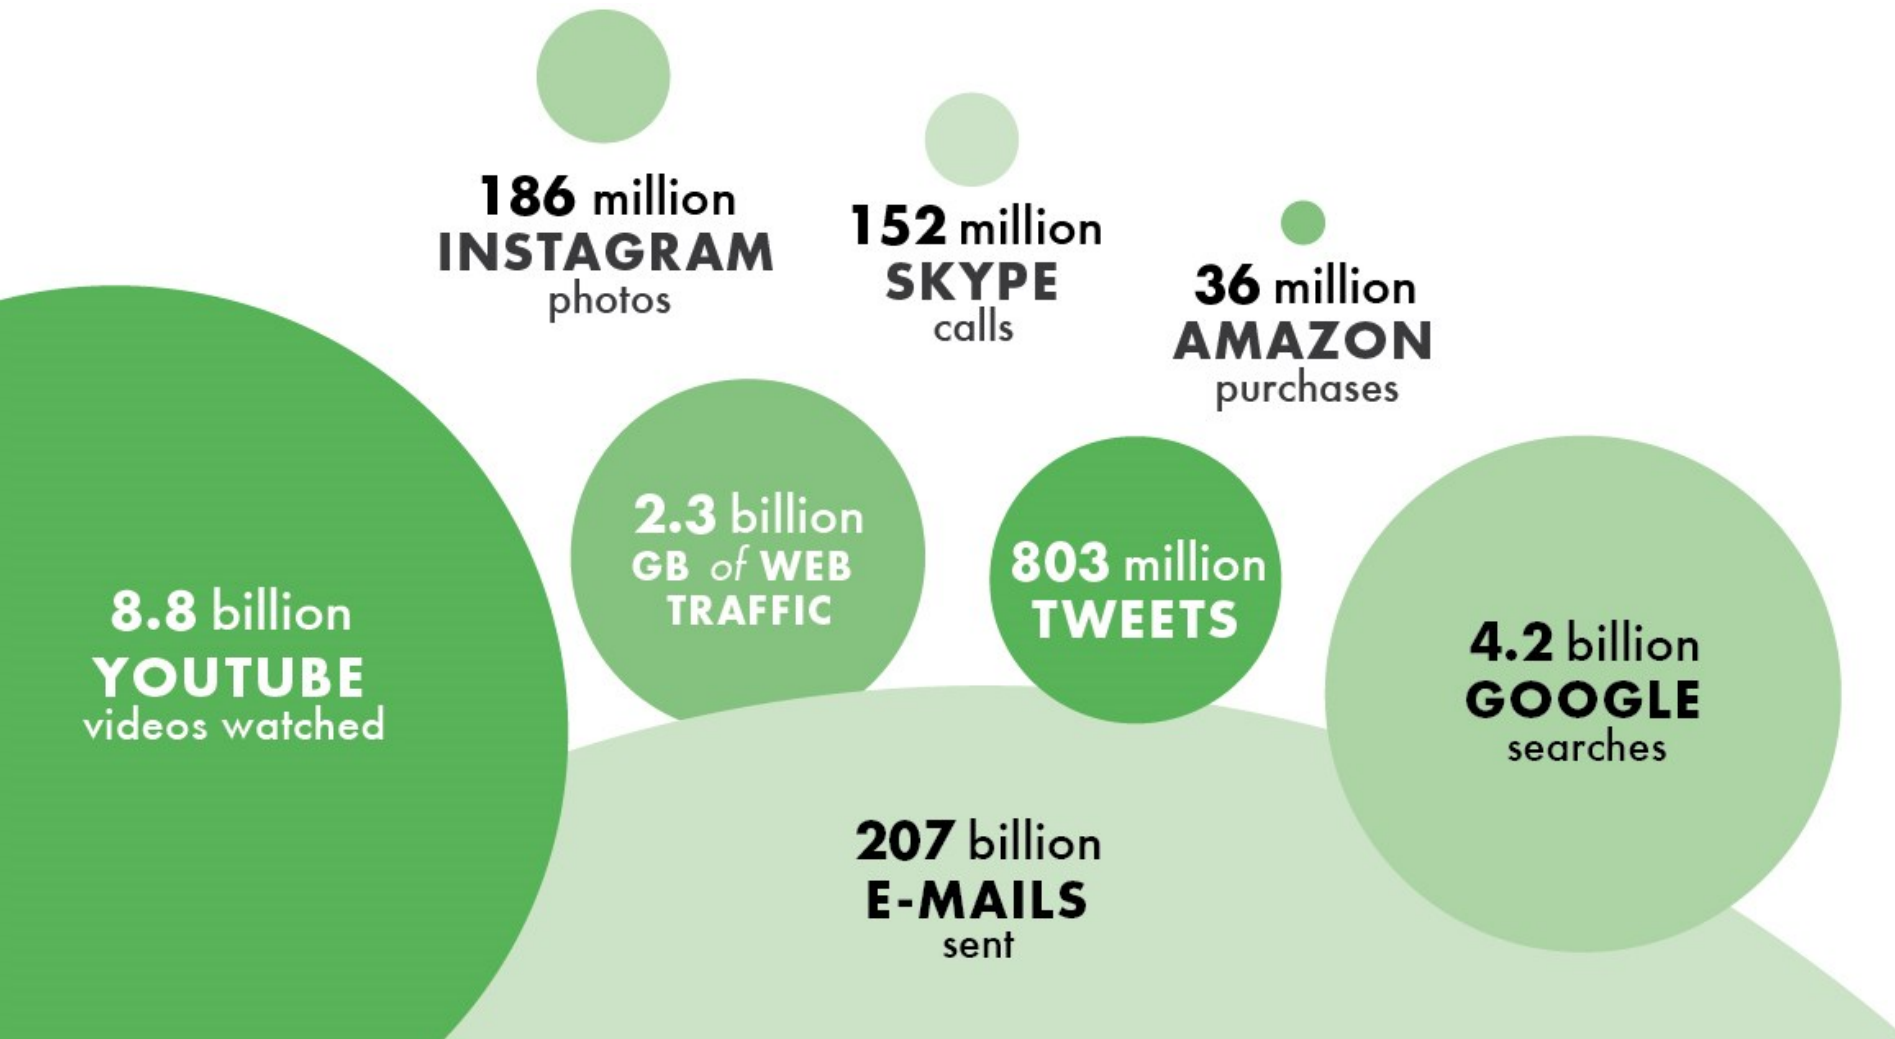 186 million
INSTAGRAM
photos
152 million
SKYPE
calls
36 million
AMAZON
purchases
8.8 billion
YOUTUBE
videos watched
2.3 billion
GB of WEB
TRAFFIC
803 million
TWEETS
4.2 billion
GOOGLE
searches
207 billion
E-MAILS
sent